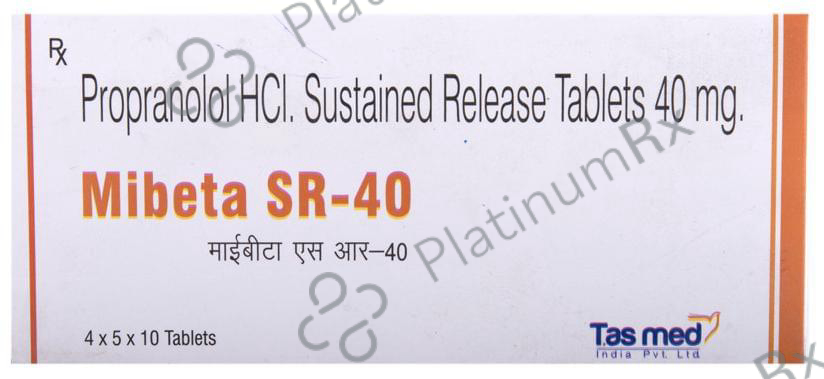 Rx
Propranolol HCl. Sustained Release Tablets 40 mg.
Mibeta SR-40
माईबीटा एस आर–40
4 x 5 x 10 Tablets
Tas med
India Pvt. Ltd
PlatinumRx